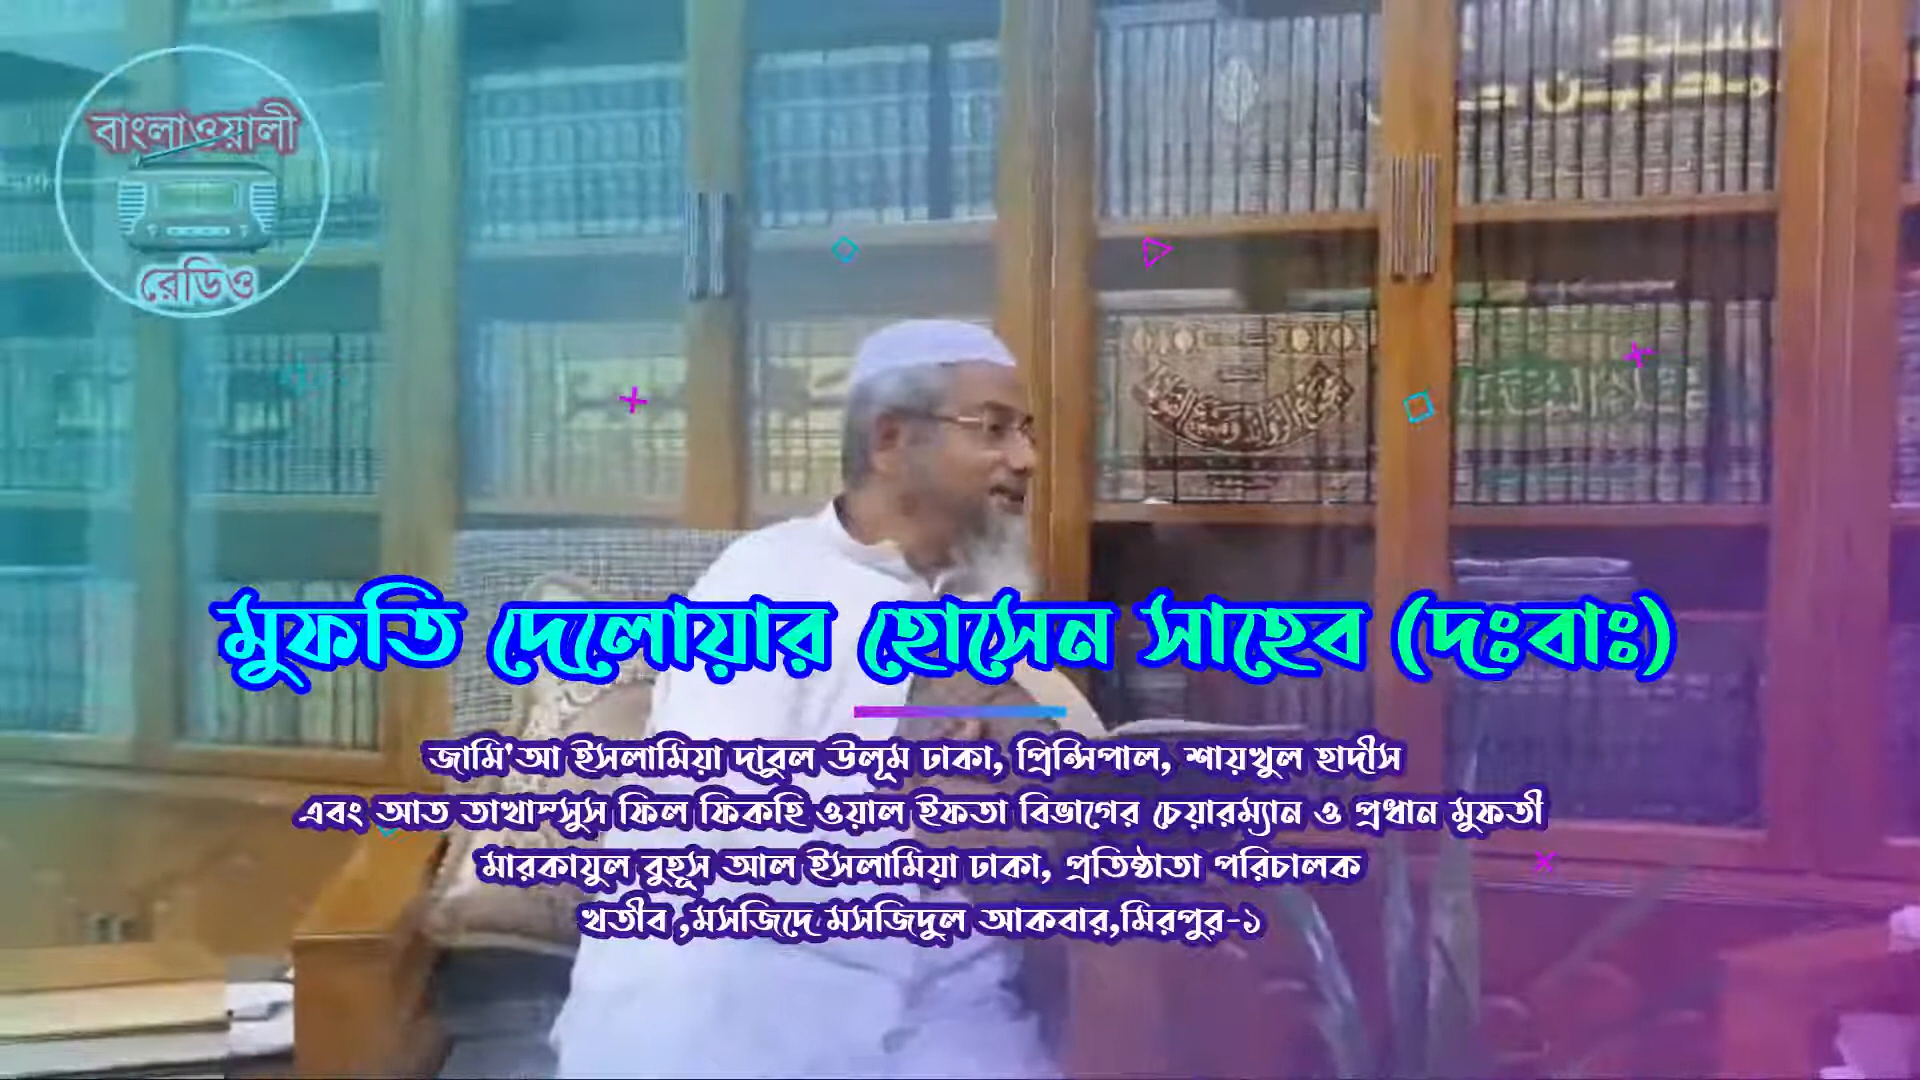 বাংলাওয়ালী
রেডিও
মুফতি দেলোয়ার হোসেন সাহেব (দঃবাঃ)
জামি'আ ইসলামিয়া দারুল উলূম ঢাকা, প্রিন্সিপাল, শায়খুল হাদীস
এবং আত তাখাস্সুস ফিল ফিকহি ওয়াল ইফতা বিভাগের চেয়ারম্যান ও প্রধান মুফতী
মারকাযুল বুহূস আল ইসলামিয়া ঢাকা, প্রতিষ্ঠাতা পরিচালক
খতীব ,মসজিদে মসজিদুল আকবার,মিরপুর-১